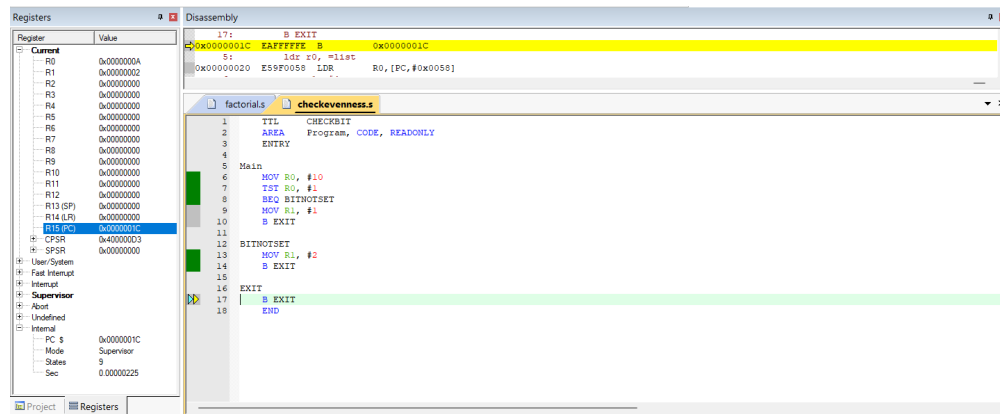 Registers
Register Value
Current
R0 0x0000000A
R1 0x00000002
R2 0x00000000
R3 0x00000000
R4 0x00000000
R5 0x00000000
R6 0x00000000
R7 0x00000000
R8 0x00000000
R9 0x00000000
R10 0x00000000
R11 0x00000000
R12 0x00000000
R13 (SP) 0x00000000
R14 (LR) 0x00000000
R15 (PC) 0x0000001C
CPSR 0x400000D3
SPSR 0x00000000
User/System
Fast Interrupt
Interrupt
Supervisor
Abort
Undefined
Internal
PC $ 0x0000001C
Mode Supervisor
States 9
Sec 0.00000225
Project Registers
Disassembly
17: B EXIT
0x0000001C EAFFFFFE B 0x0000001C
5: ldr r0, =list
0x00000020 E59F0058 LDR R0,[PC,#0x0058]
factorial.s checkevenness.s
1 TTL CHECKBIT
2 AREA Program, CODE, READONLY
3 ENTRY
4
5 Main
6 MOV R0, #10
7 TST R0, #1
8 BEQ BITNOTSET
9 MOV R1, #1
10 B EXIT
11
12 BITNOTSET
13 MOV R1, #2
14 B EXIT
15
16 EXIT
17 B EXIT
18 END